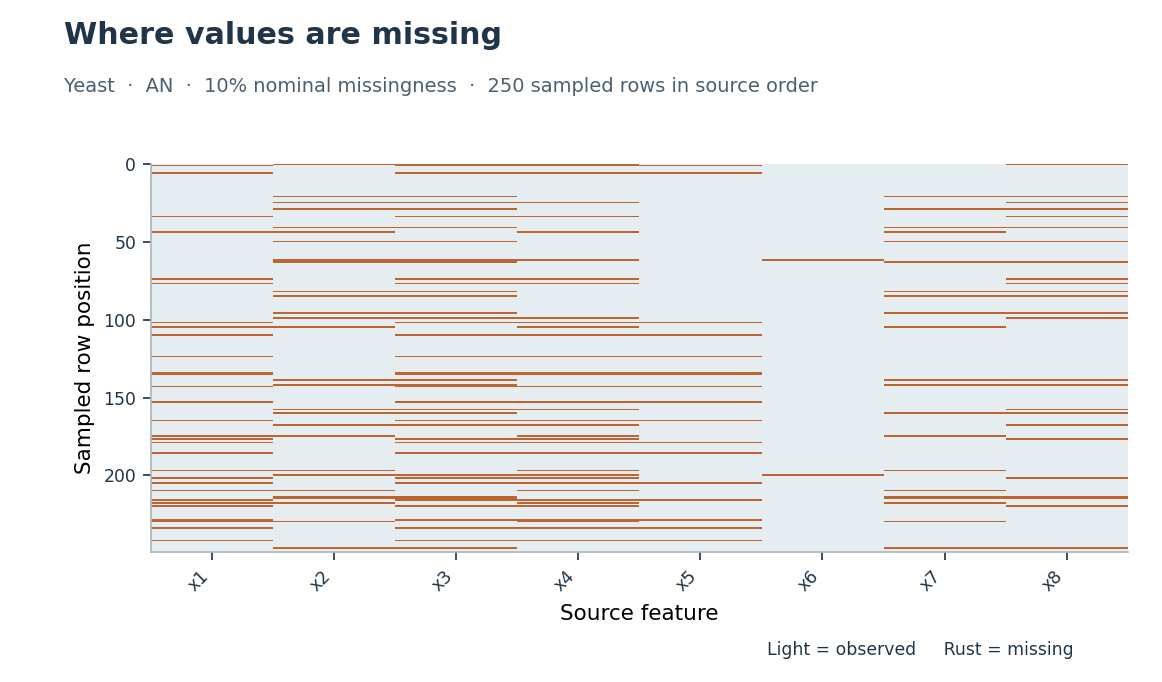 Where values are missing
Yeast · AN · 10% nominal missingness · 250 sampled rows in source order
0
50
100
150
200
Sampled row position
x1 x2 x3 x4 x5 x6 x7 x8
Source feature
Light = observed Rust = missing